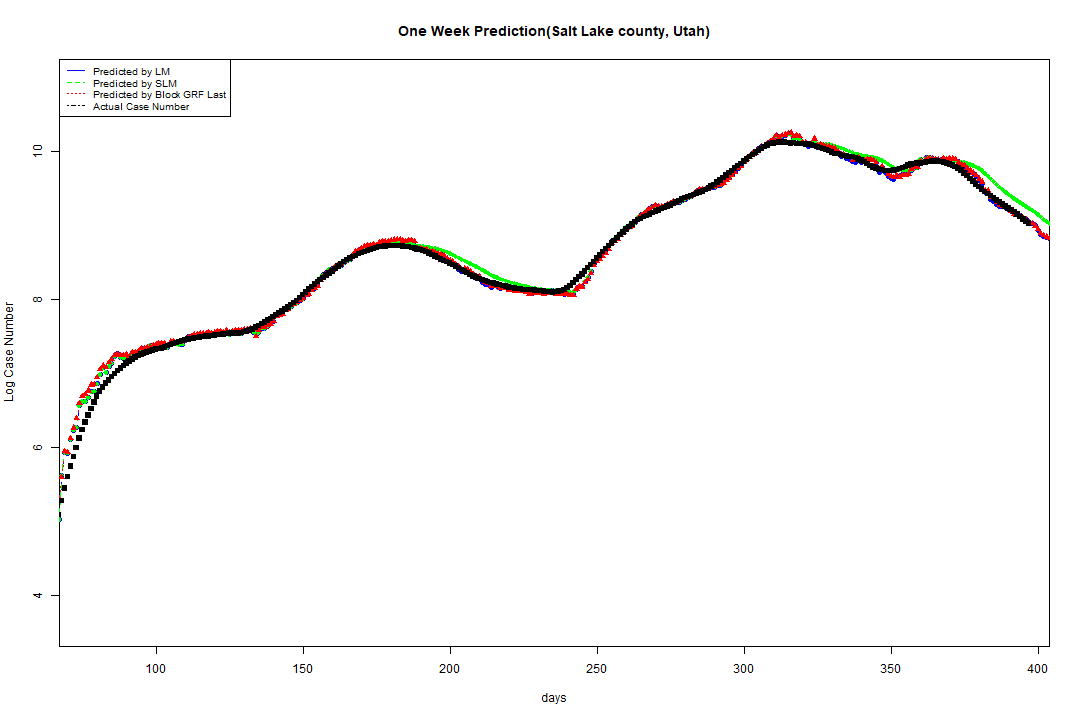 One Week Prediction(Salt Lake county, Utah)
Predicted by LM
Predicted by SLM
Predicted by Block GRF Last
Actual Case Number
Log Case Number
10
8
6
4
100 150 200 250 300 350 400
days